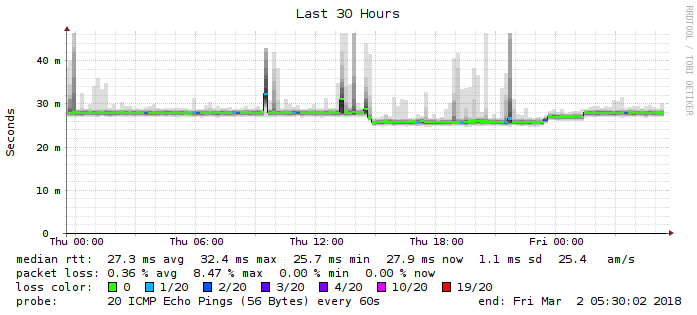 Last 30 Hours
RRDTOOL / TOBI OETIKER
Seconds
40 m
30 m
20 m
10 m
0
Thu 00:00 Thu 06:00 Thu 12:00 Thu 18:00 Fri 00:00
median rtt: 27.3 ms avg 32.4 ms max 25.7 ms min 27.9 ms now 1.1 ms sd 25.4 am/s
packet loss: 0.36 % avg 8.47 % max 0.00 % min 0.00 % now
loss color: 0 1/20 2/20 3/20 4/20 10/20 19/20
probe: 20 ICMP Echo Pings (56 Bytes) every 60s end: Fri Mar 2 05:30:02 2018